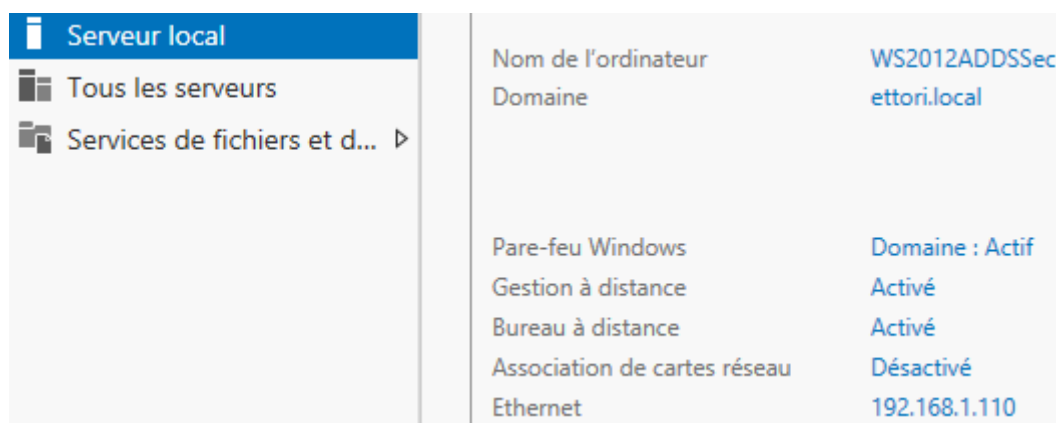 Serveur local
Tous les serveurs
Services de fichiers et d...
Nom de l'ordinateur WS2012ADDSSec
Domaine ettori.local
Pare-feu Windows Domaine : Actif
Gestion à distance Activé
Bureau à distance Activé
Association de cartes réseau Désactivé
Ethernet 192.168.1.110